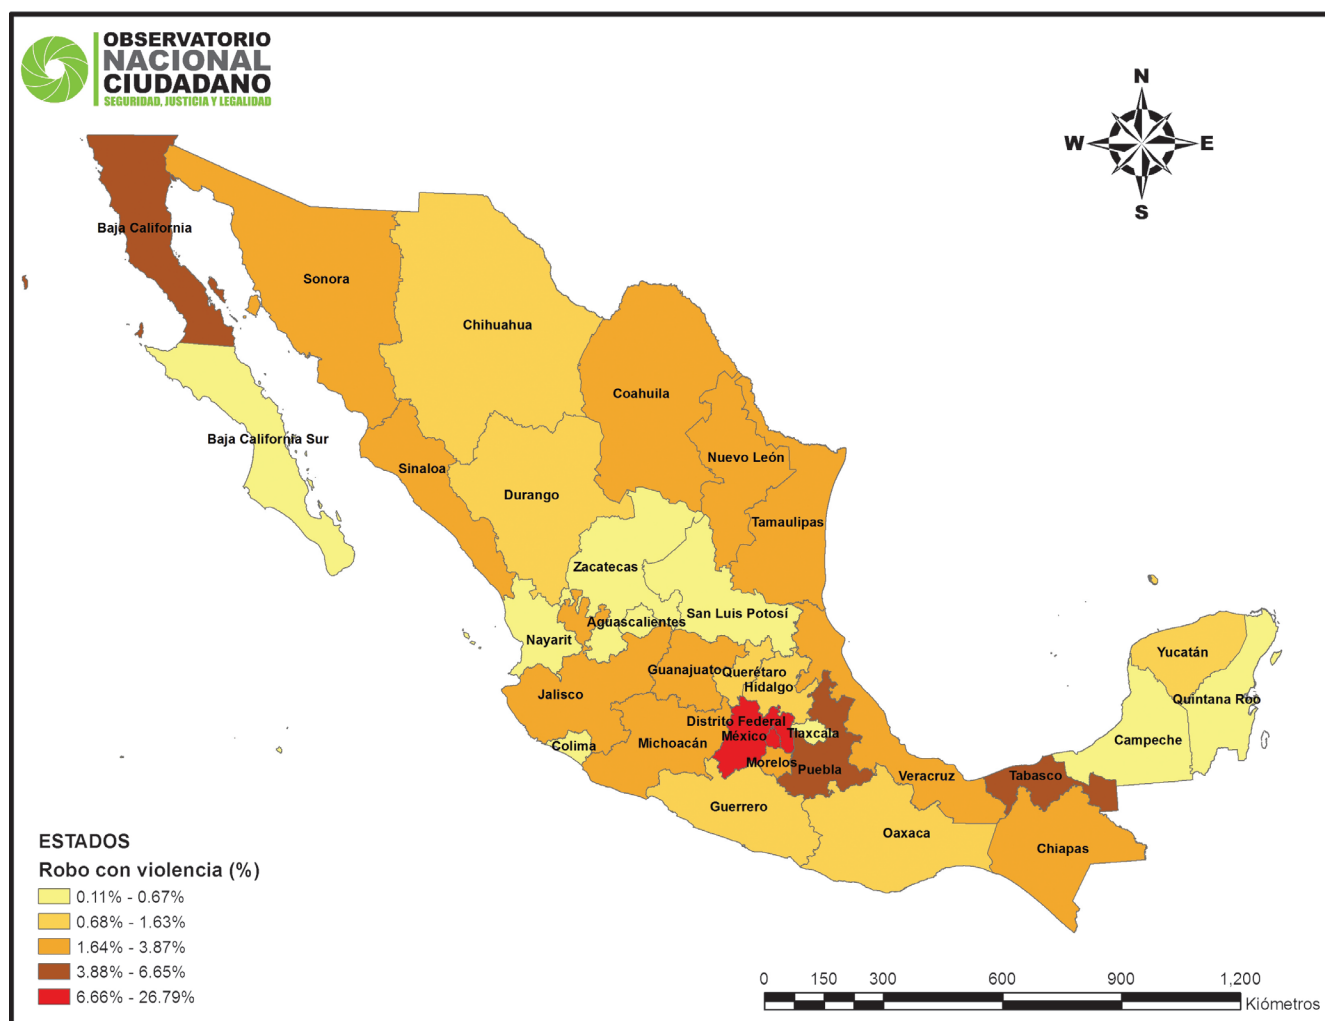 OBSERVATORIO
NACIONAL
CIUDADANO
SEGURIDAD, JUSTICIA Y LEGALIDAD
N
W E
S
Baja California
Sonora
Chihuahua
Coahuila
Baja California Sur
Nuevo León
Sinaloa
Durango
Tamaulipas
Zacatecas
San Luis Potosí
Aguascalientes
Nayarit
Yucatán
Guanajuato
Querétaro
Hidalgo
Jalisco
Quintana Roo
Distrito Federal
México
Tlaxcala
Campeche
Colima
Michoacán
Morelos
Puebla
Veracruz
Tabasco
Guerrero
Oaxaca
Chiapas
ESTADOS
Robo con violencia (%)
0.11% - 0.67%
0.68% - 1.63%
1.64% - 3.87%
3.88% - 6.65%
6.66% - 26.79%
0 150 300 600 900 1,200
Kiómetros